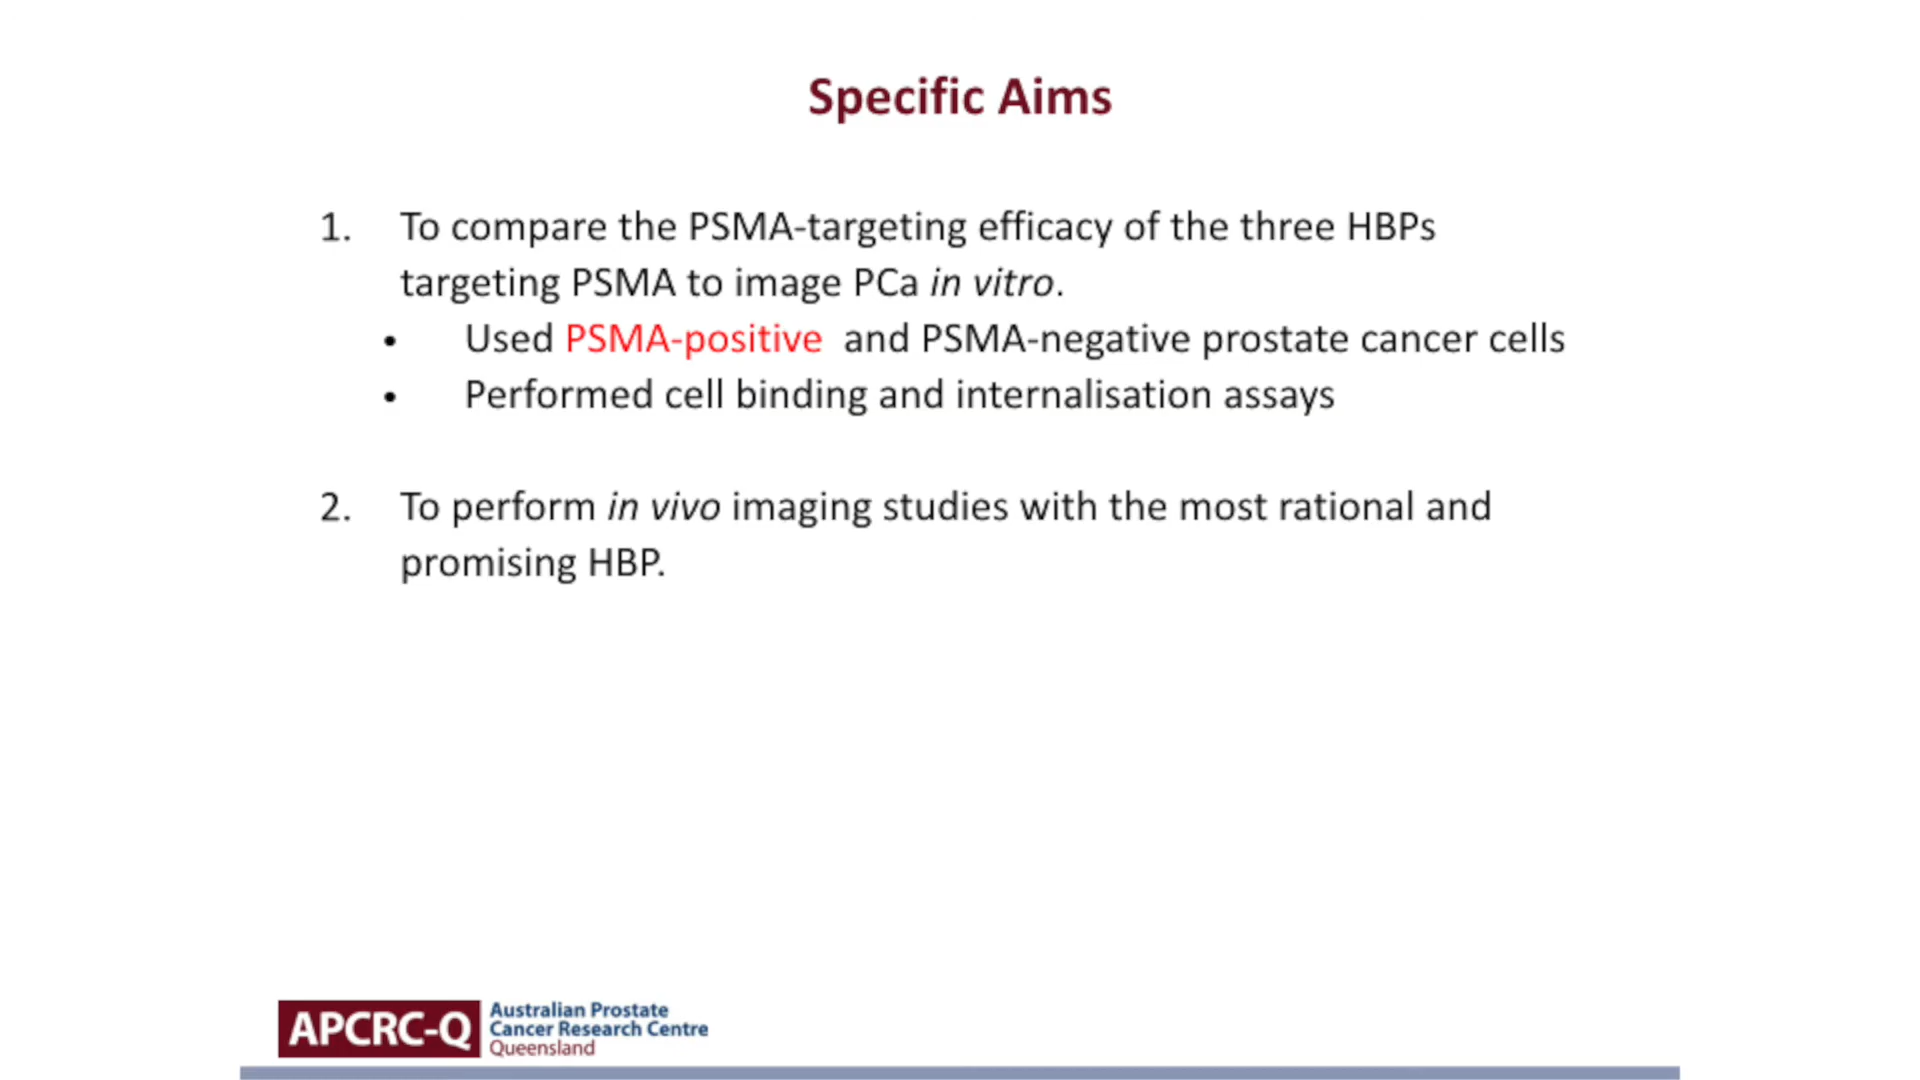 Specific Aims
1. To compare the PSMA-targeting efficacy of the three HBPs
targeting PSMA to image PCa in vitro.
• Used PSMA-positive and PSMA-negative prostate cancer cells
• Performed cell binding and internalisation assays
2. To perform in vivo imaging studies with the most rational and
promising HBP.
APCRC-Q
Australian Prostate
Cancer Research Centre
Queensland